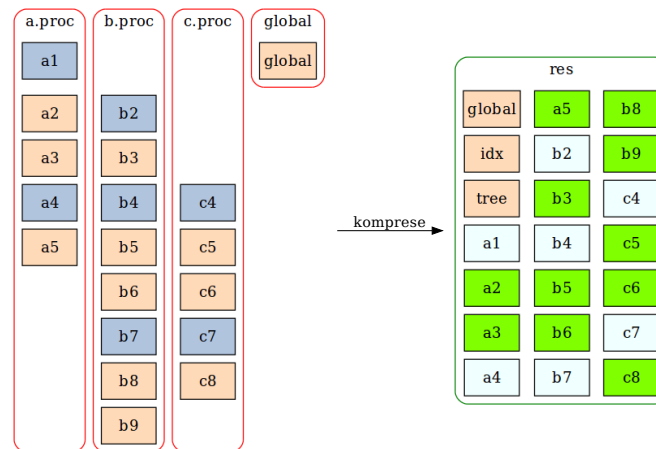 a.proc b.proc c.proc global
a1 global
res
a2 b2 global a5 b8
a3 b3 idx b2 b9
a4 b4 c4 tree b3 c4
komprese
a5 b5 c5 a1 b4 c5
b6 c6 a2 b5 c6
b7 c7 a3 b6 c7
b8 c8 a4 b7 c8
b9